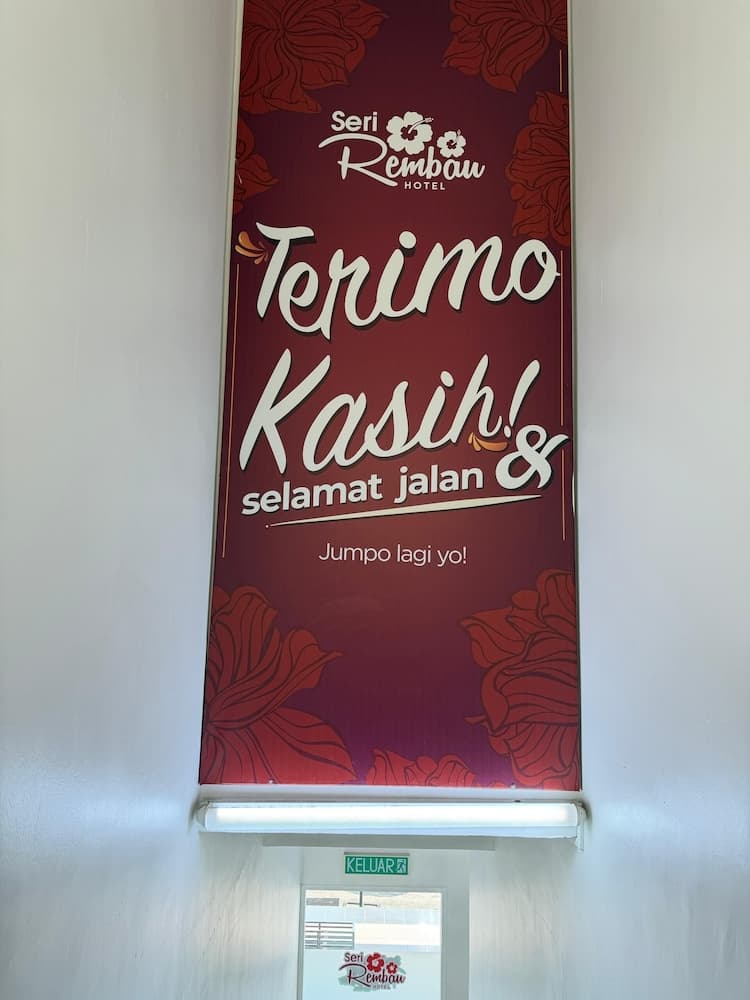 Seri
Rembau
HOTEL
Terimo
Kasih! &
selamat jalan
Jumpo lagi yo!
KELUAR
Seri
Rembau
HOTEL